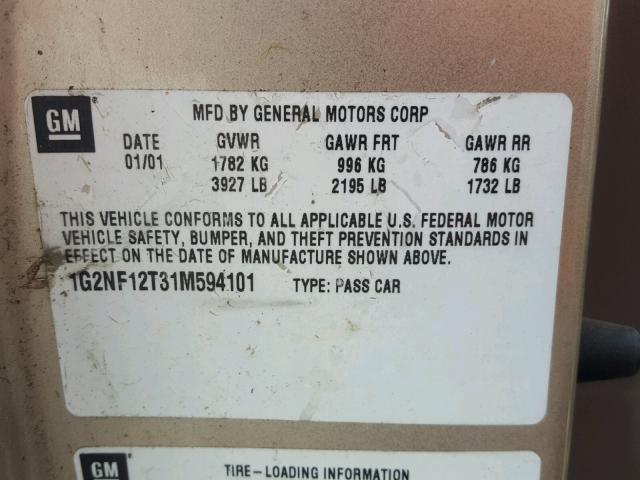 GM
MFD BY GENERAL MOTORS CORP
DATE GVWR GAWR FRT GAWR RR
01/01 1782 KG 996 KG 786 KG
3927 LB 2195 LB 1732 LB
THIS VEHICLE CONFORMS TO ALL APPLICABLE U.S. FEDERAL MOTOR
VEHICLE SAFETY, BUMPER, AND THEFT PREVENTION STANDARDS IN
EFFECT ON THE DATE OF MANUFACTURE SHOWN ABOVE.
1G2NF12T31M594101 TYPE: PASS CAR
GM
TIRE-LOADING INFORMATION